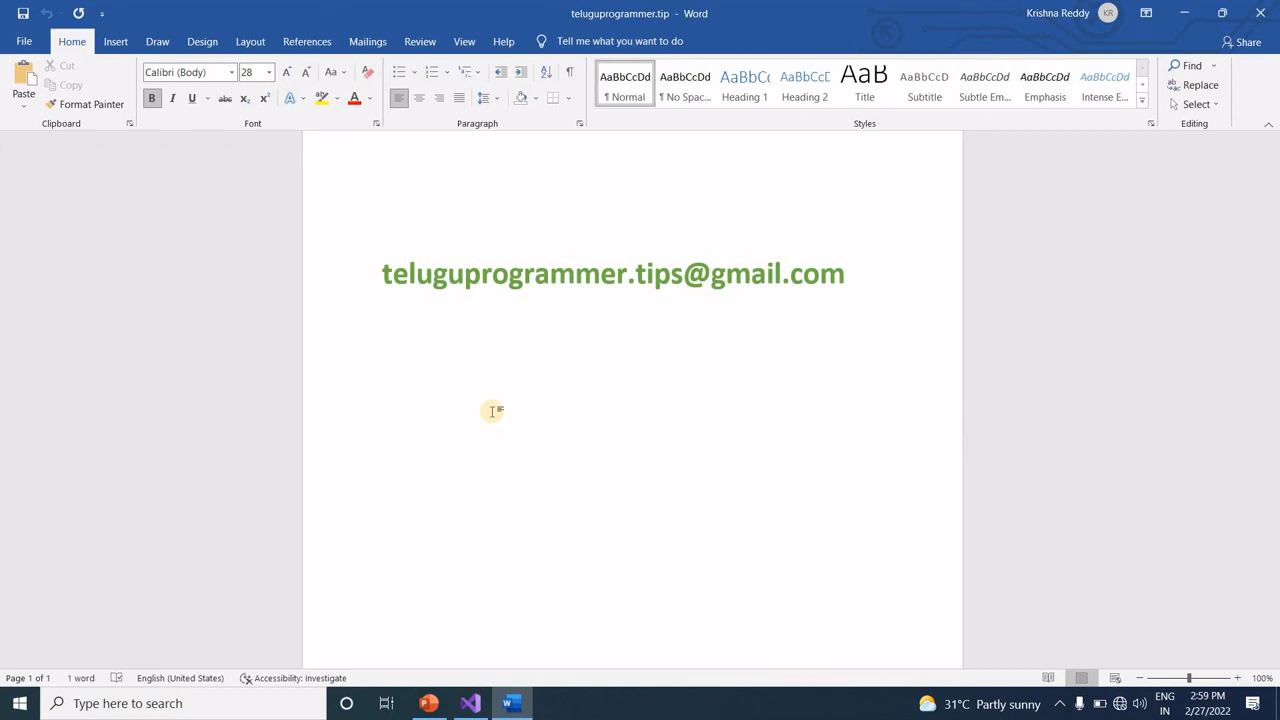 teluguprogrammer.tip - Word
Krishna Reddy KR
File Home Insert Draw Design Layout References Mailings Review View Help Tell me what you want to do Share
Paste
Cut
Copy
Format Painter
Clipboard
Calibri (Body) 28
Font
Paragraph
AaBbCcDd ¶ Normal
AaBbCcDd ¶ No Spac...
AaBbCc Heading 1
AaBbCcD Heading 2
AaB Title
AaBbCcD Subtitle
AaBbCcDd Subtle Em...
AaBbCcDd Emphasis
AaBbCcDd Intense E...
Styles
Find
Replace
Select
Editing
teluguprogrammer.tips@gmail.com
Page 1 of 1 1 word English (United States) Accessibility: Investigate 100%
Type here to search
31°C Partly sunny
ENG
IN
2:59 PM
2/27/2022